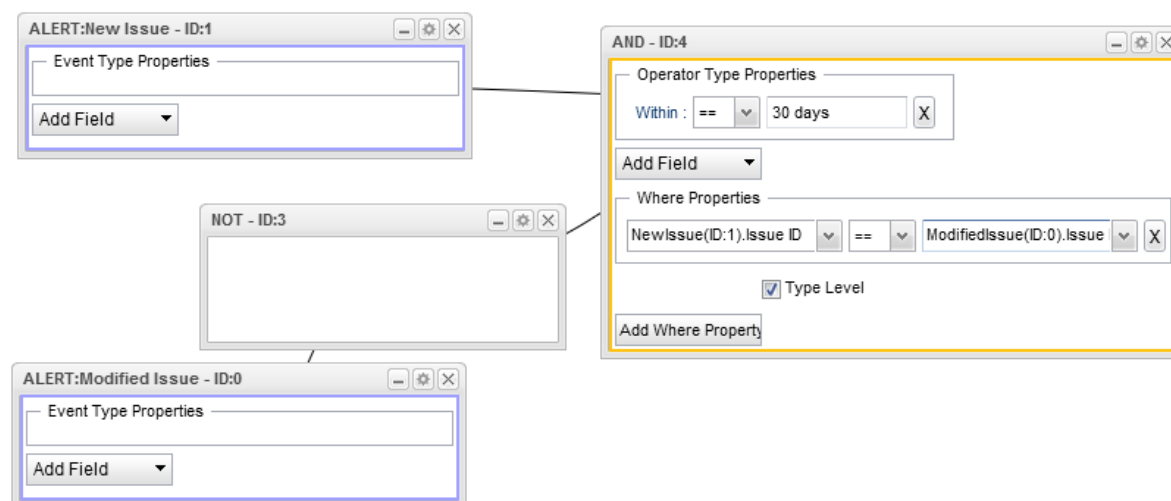 ALERT:New Issue - ID:1
Event Type Properties
Add Field
AND - ID:4
Operator Type Properties
Within : == 30 days X
Add Field
Where Properties
NewIssue(ID:1).Issue ID == ModifiedIssue(ID:0).Issue X
Type Level
Add Where Property
NOT - ID:3
ALERT:Modified Issue - ID:0
Event Type Properties
Add Field